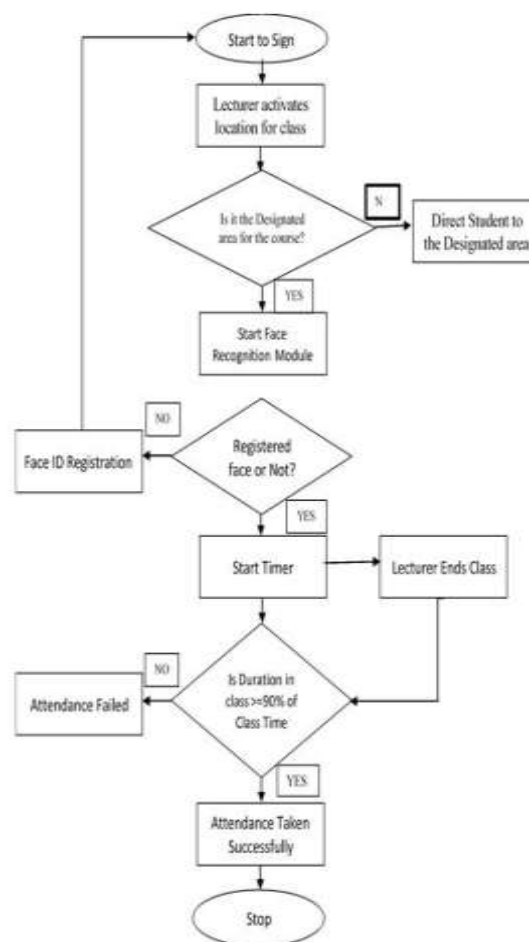 Start to Sign
Lecturer activates
location for class
Is it the Designated
area for the course?
N
Direct Student to
the Designated area
YES
Start Face
Recognition Module
NO
Registered
face or Not?
Face ID Registration
YES
Start Timer
Lecturer Ends Class
NO
Is Duration in
class >=90% of
Class Time
Attendance Failed
YES
Attendance Taken
Successfully
Stop